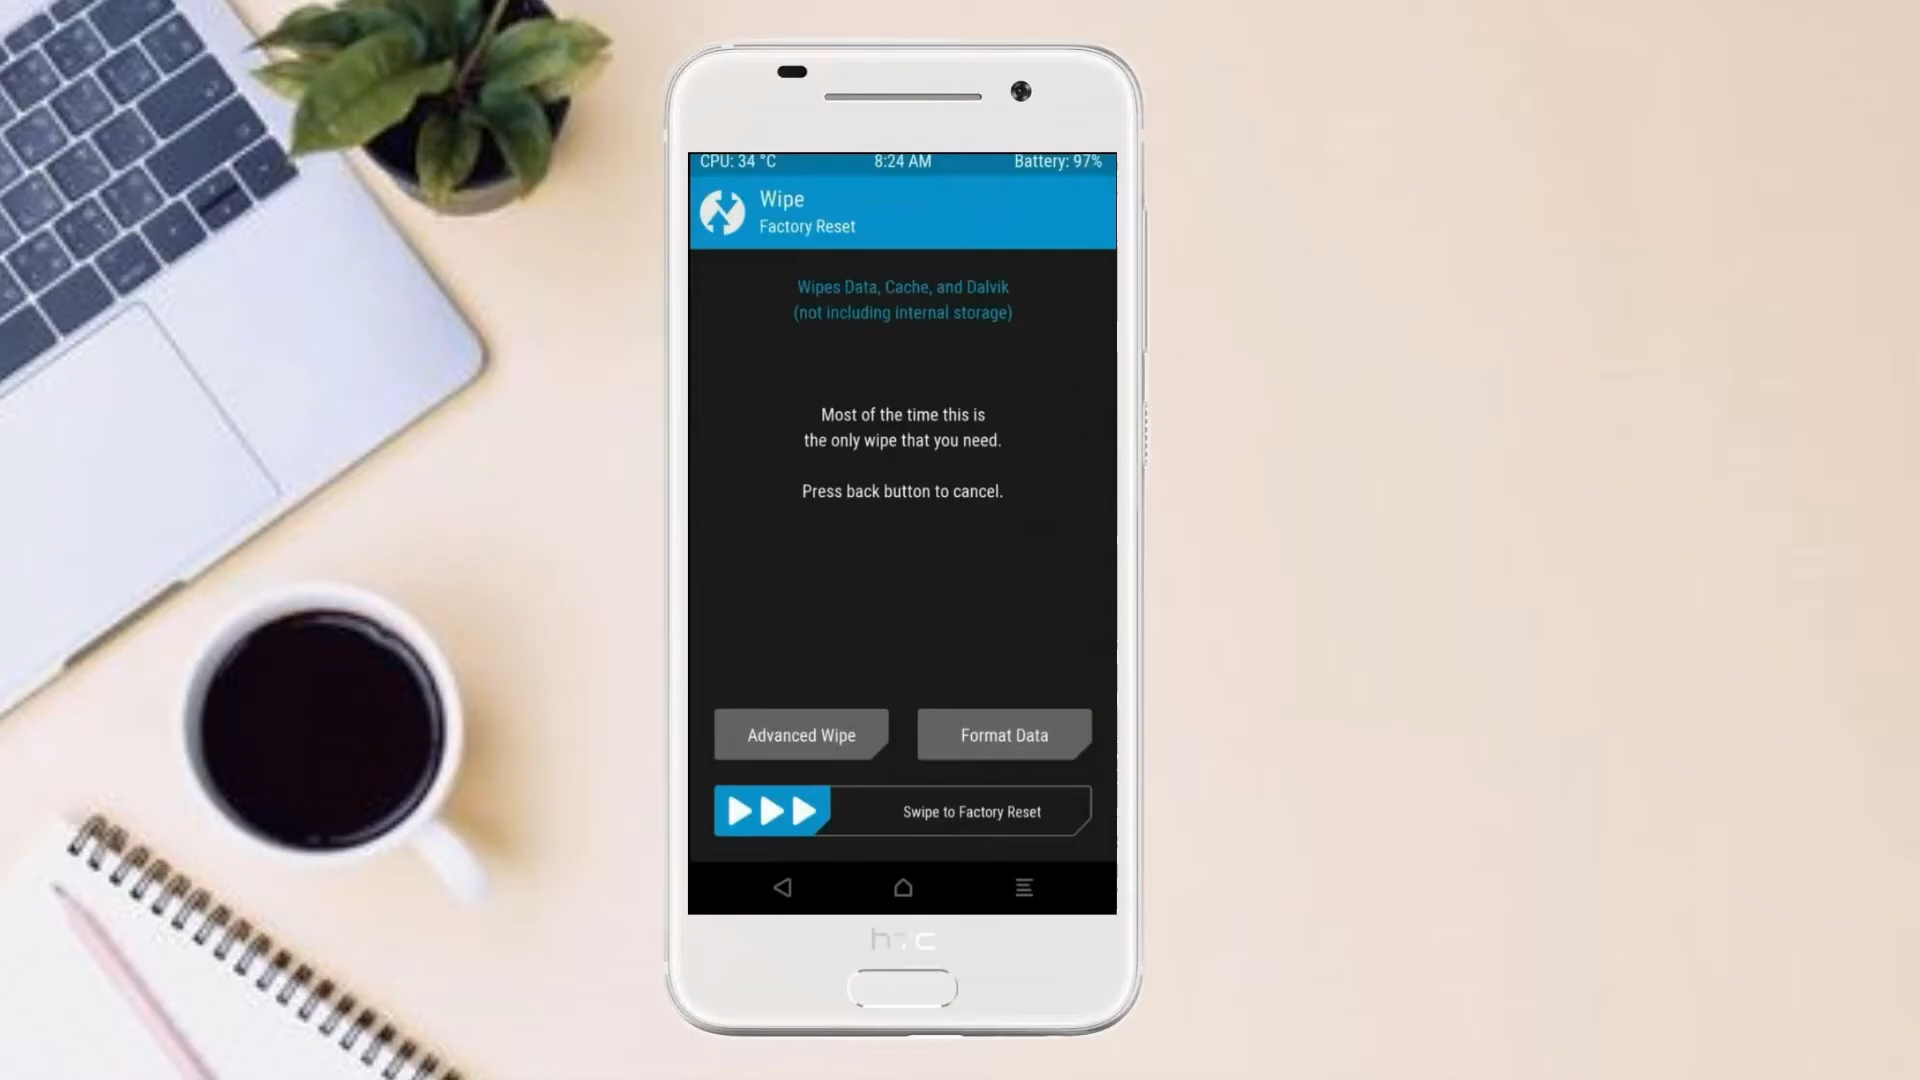 CPU: 34 °C 8:24 AM Battery: 97%
Wipe
Factory Reset
Wipes Data, Cache, and Dalvik
(not including internal storage)
Most of the time this is
the only wipe that you need.
Press back button to cancel.
Advanced Wipe Format Data
Swipe to Factory Reset
hTC